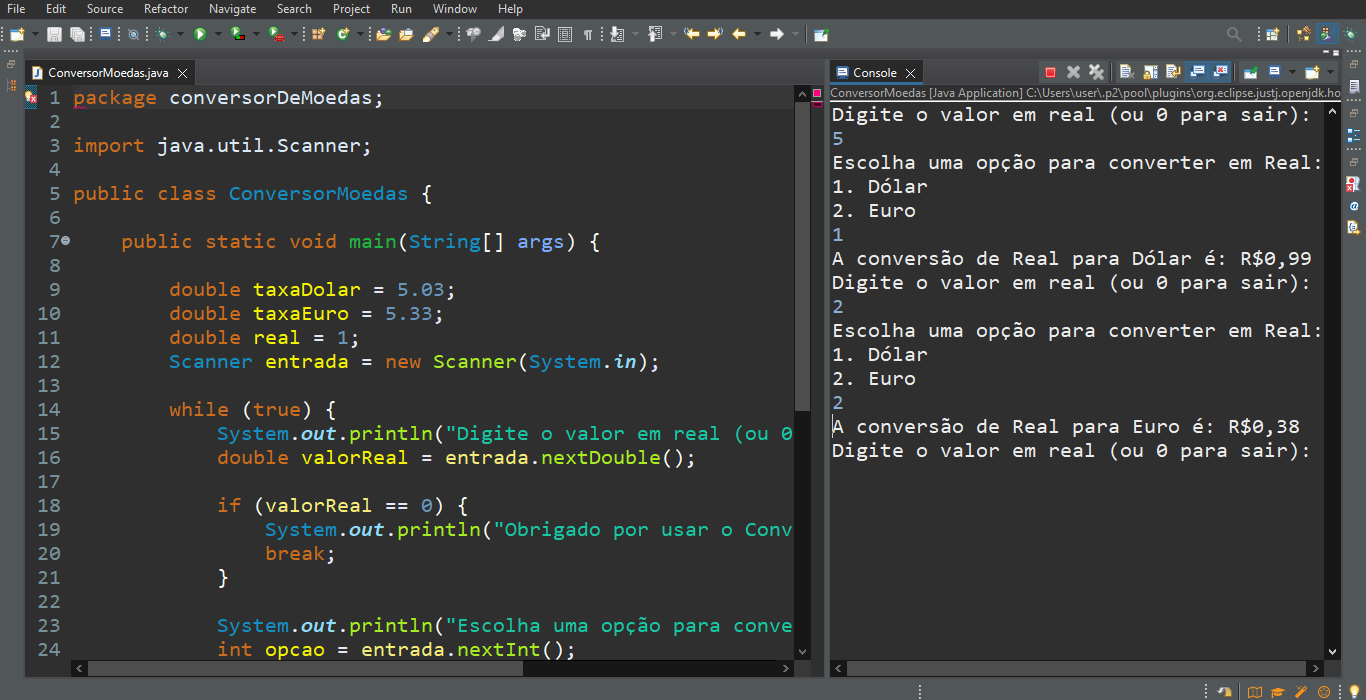 File Edit Source Refactor Navigate Search Project Run Window Help
ConversorMoedas.java
1 package conversorDeMoedas;
2
3 import java.util.Scanner;
4
5 public class ConversorMoedas {
6
7 public static void main(String[] args) {
8
9 double taxaDolar = 5.03;
10 double taxaEuro = 5.33;
11 double real = 1;
12 Scanner entrada = new Scanner(System.in);
13
14 while (true) {
15 System.out.println("Digite o valor em real (ou 0
16 double valorReal = entrada.nextDouble();
17
18 if (valorReal == 0) {
19 System.out.println("Obrigado por usar o Conv
20 break;
21 }
22
23 System.out.println("Escolha uma opção para conve
24 int opcao = entrada.nextInt();
Console
ConversorMoedas [Java Application] C:\Users\user\.p2\pool\plugins\org.eclipse.justj.openjdk.ho
Digite o valor em real (ou 0 para sair):
5
Escolha uma opção para converter em Real:
1. Dólar
2. Euro
1
A conversão de Real para Dólar é: R$0,99
Digite o valor em real (ou 0 para sair):
2
Escolha uma opção para converter em Real:
1. Dólar
2. Euro
2
A conversão de Real para Euro é: R$0,38
Digite o valor em real (ou 0 para sair):